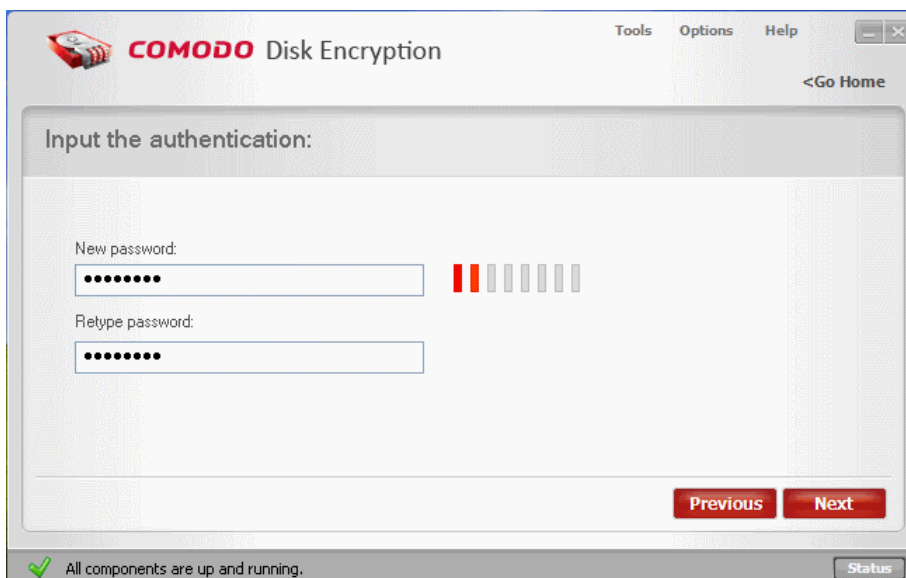 Tools Options Help
COMODO Disk Encryption
<Go Home
Input the authentication:
New password:
••••••••
Retype password:
••••••••
Previous Next
All components are up and running. Status